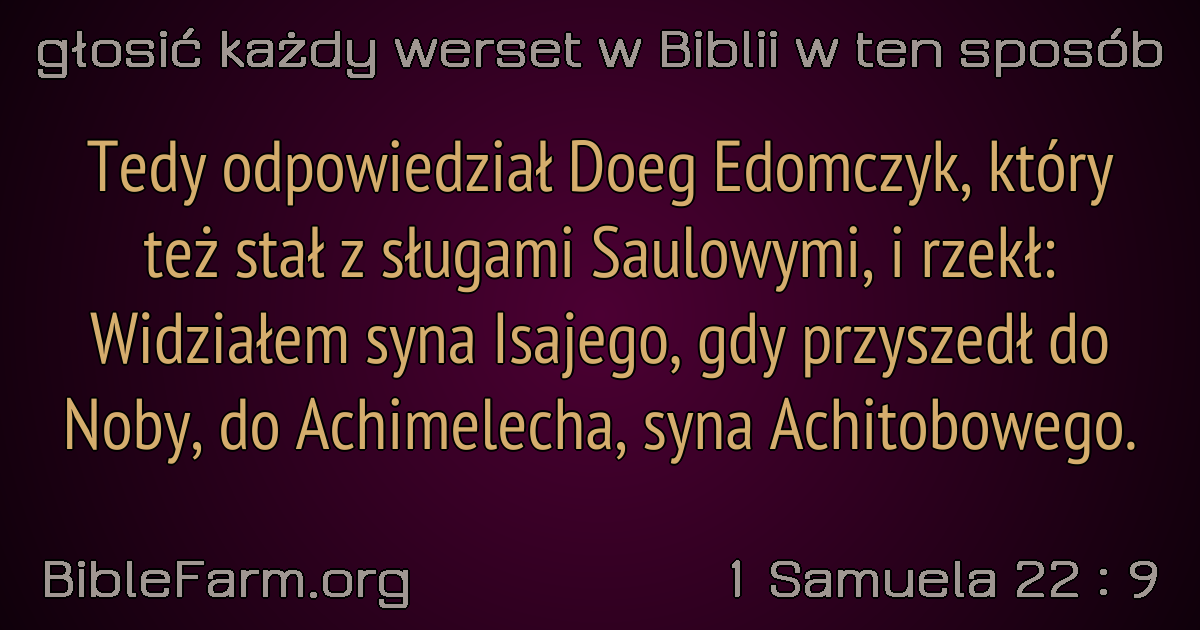 głosić każdy werset w Biblii w ten sposób
Tedy odpowiedział Doeg Edomczyk, który
też stał z sługami Saulowymi, i rzekł:
Widziałem syna Isajego, gdy przyszedł do
Noby, do Achimelecha, syna Achitobowego.
BibleFarm.org
1 Samuela 22 : 9